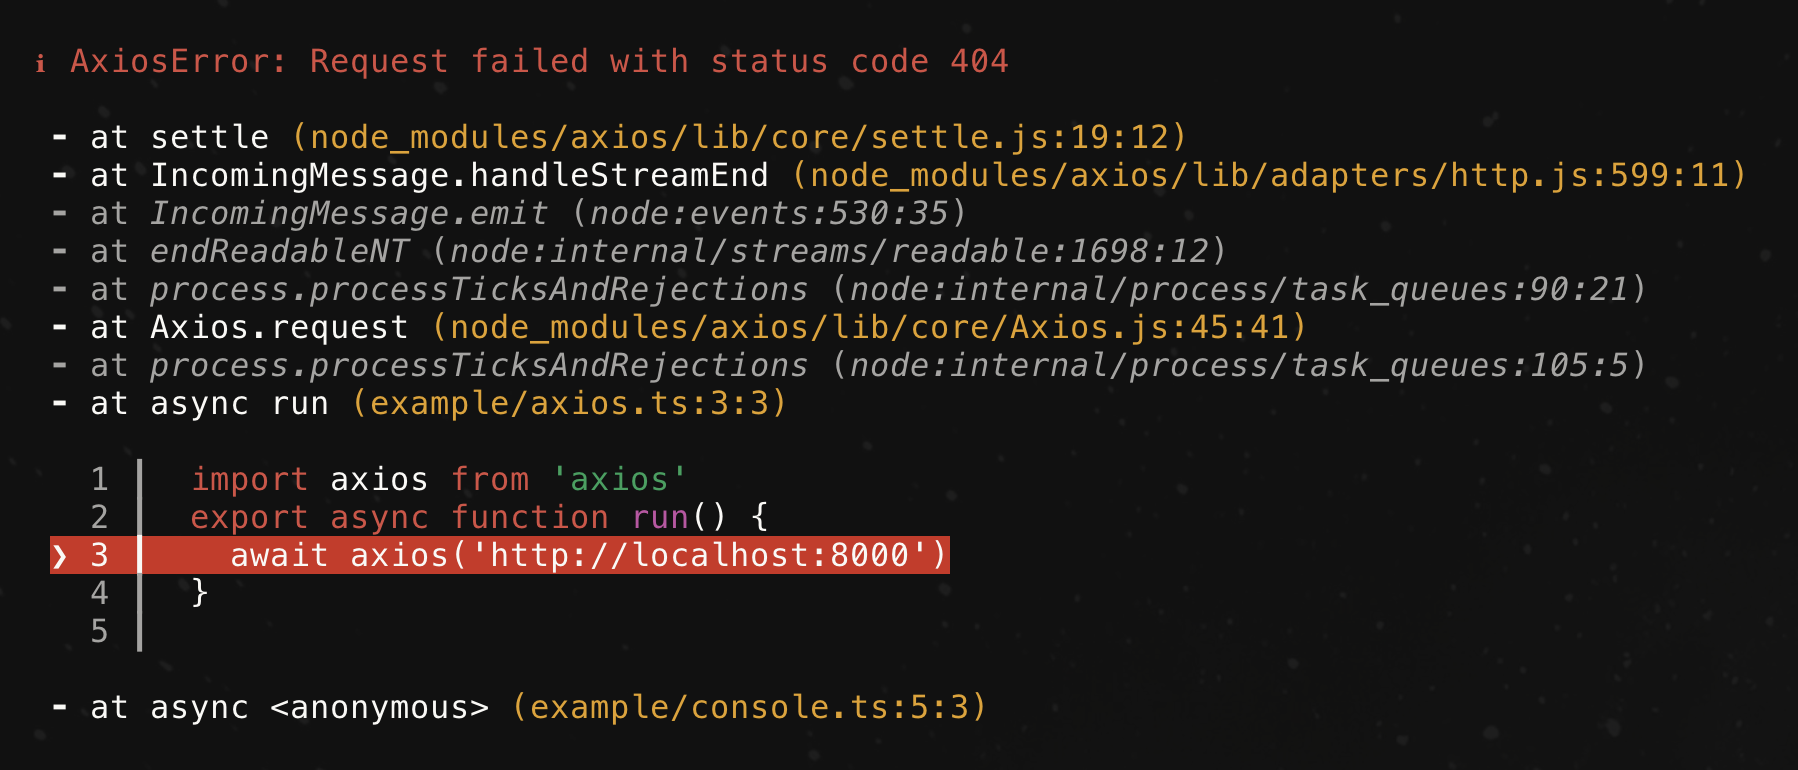 ℹ AxiosError: Request failed with status code 404
- at settle (node_modules/axios/lib/core/settle.js:19:12)
- at IncomingMessage.handleStreamEnd (node_modules/axios/lib/adapters/http.js:599:11)
- at IncomingMessage.emit (node:events:530:35)
- at endReadableNT (node:internal/streams/readable:1698:12)
- at process.processTicksAndRejections (node:internal/process/task_queues:90:21)
- at Axios.request (node_modules/axios/lib/core/Axios.js:45:41)
- at process.processTicksAndRejections (node:internal/process/task_queues:105:5)
- at async run (example/axios.ts:3:3)
1 | import axios from 'axios'
2 | export async function run() {
❯ 3 | await axios('http://localhost:8000')
4 | }
5 |
- at async <anonymous> (example/console.ts:5:3)